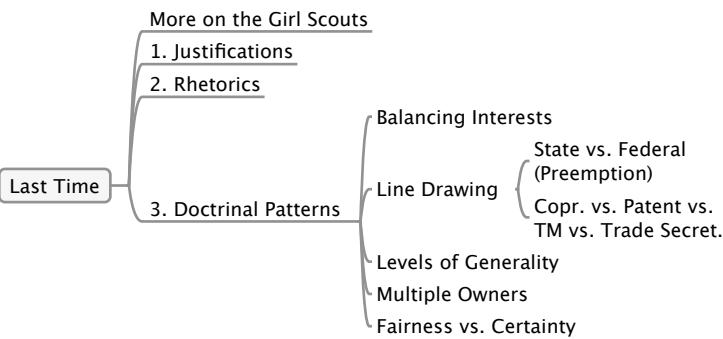 More on the Girl Scouts
1. Justifications
2. Rhetorics
Last Time
3. Doctrinal Patterns
Balancing Interests
Line Drawing
State vs. Federal
(Preemption)
Copr. vs. Patent vs.
TM vs. Trade Secret.
Levels of Generality
Multiple Owners
Fairness vs. Certainty